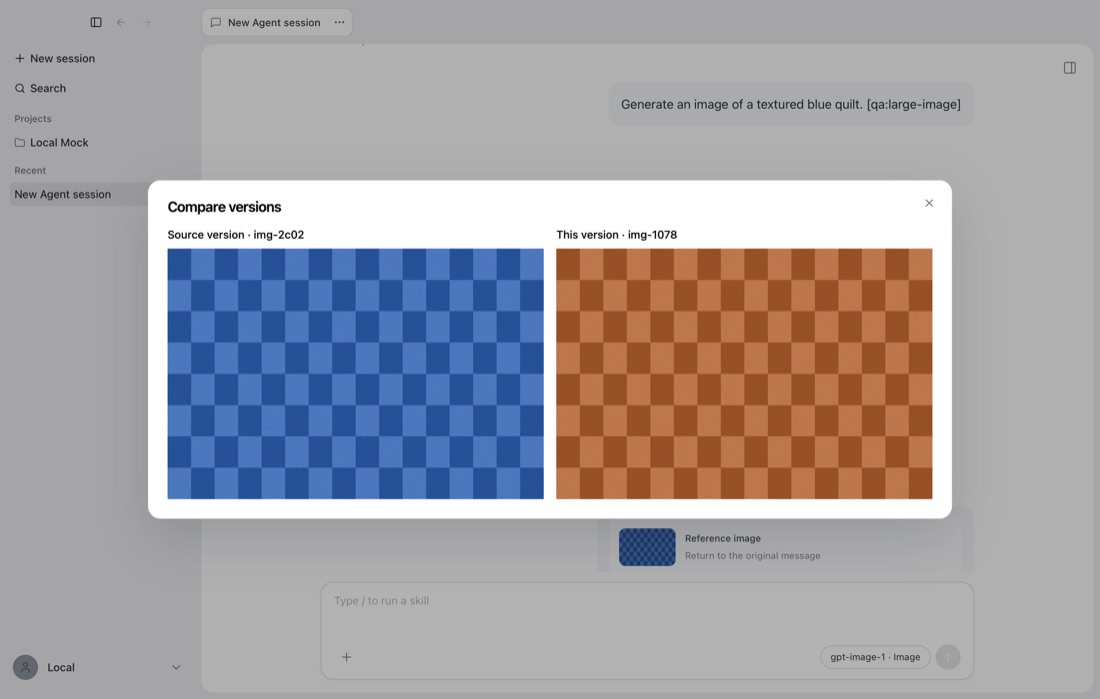 New Agent session
New session
Search
Projects
Local Mock
Recent
New Agent session
Generate an image of a textured blue quilt. [qa:large-image]
Compare versions
Source version · img-2c02
This version · img-1078
Reference image
Return to the original message
Type / to run a skill
gpt-image-1 · Image
Local